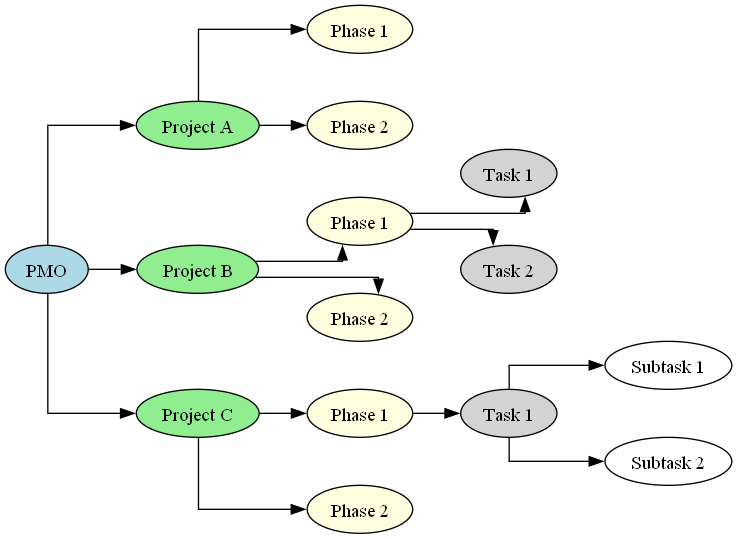 PMO
Project A
Phase 1
Phase 2
Project B
Phase 1
Task 1
Task 2
Phase 2
Project C
Phase 1
Task 1
Subtask 1
Subtask 2
Phase 2